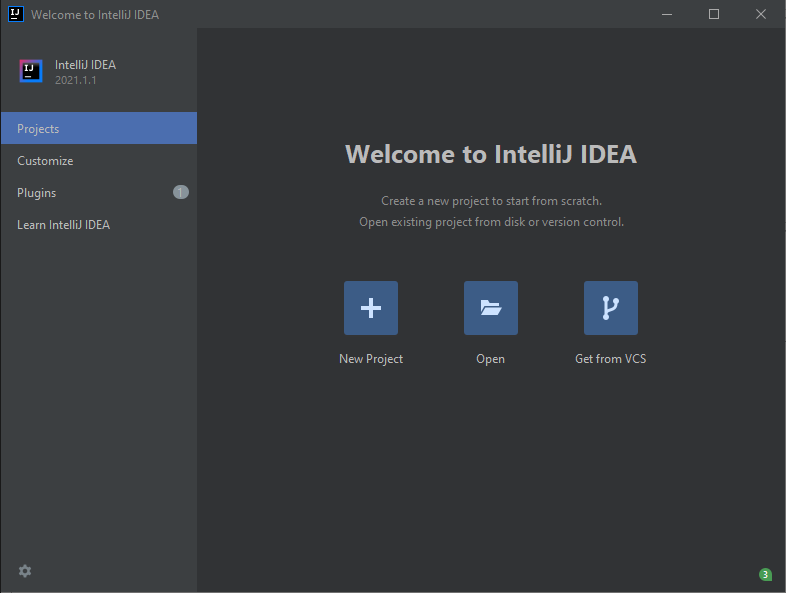 IJ Welcome to IntelliJ IDEA
IJ IntelliJ IDEA
2021.1.1
Projects
Customize
Plugins 1
Learn IntelliJ IDEA
Welcome to IntelliJ IDEA
Create a new project to start from scratch.
Open existing project from disk or version control.
New Project Open Get from VCS
3